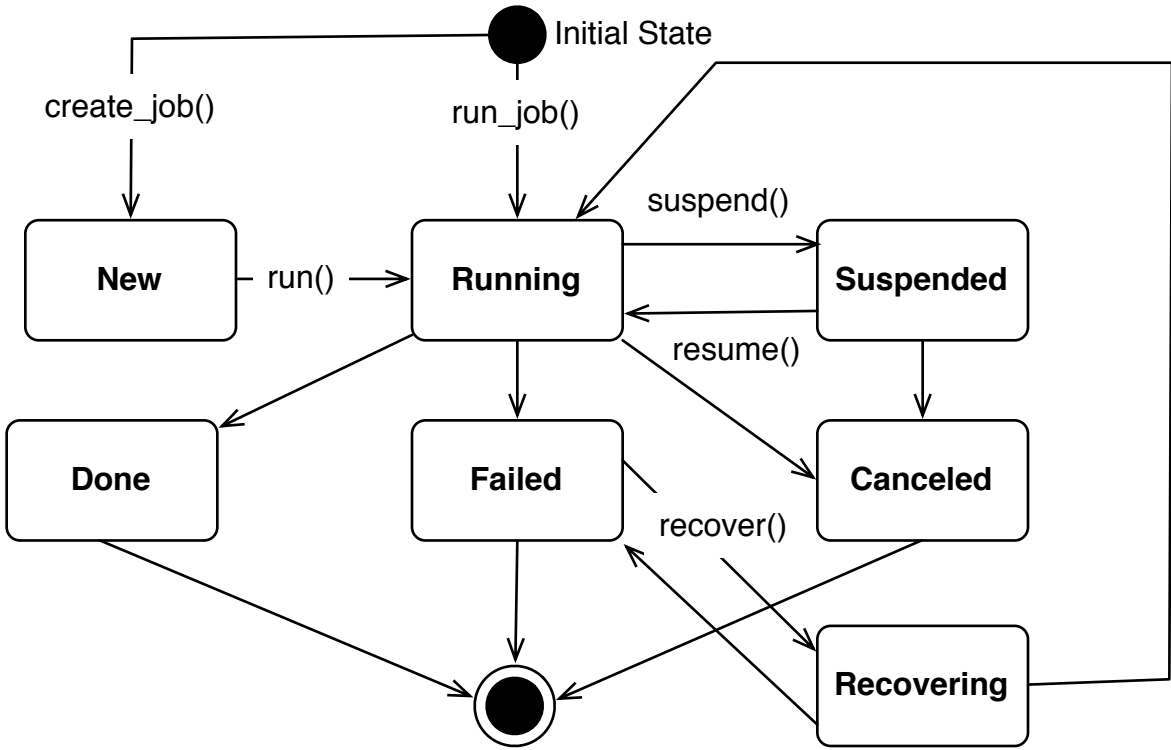 Initial State
create_job()
run_job()
suspend()
New
run()
Running
Suspended
resume()
Done
Failed
Canceled
recover()
Recovering